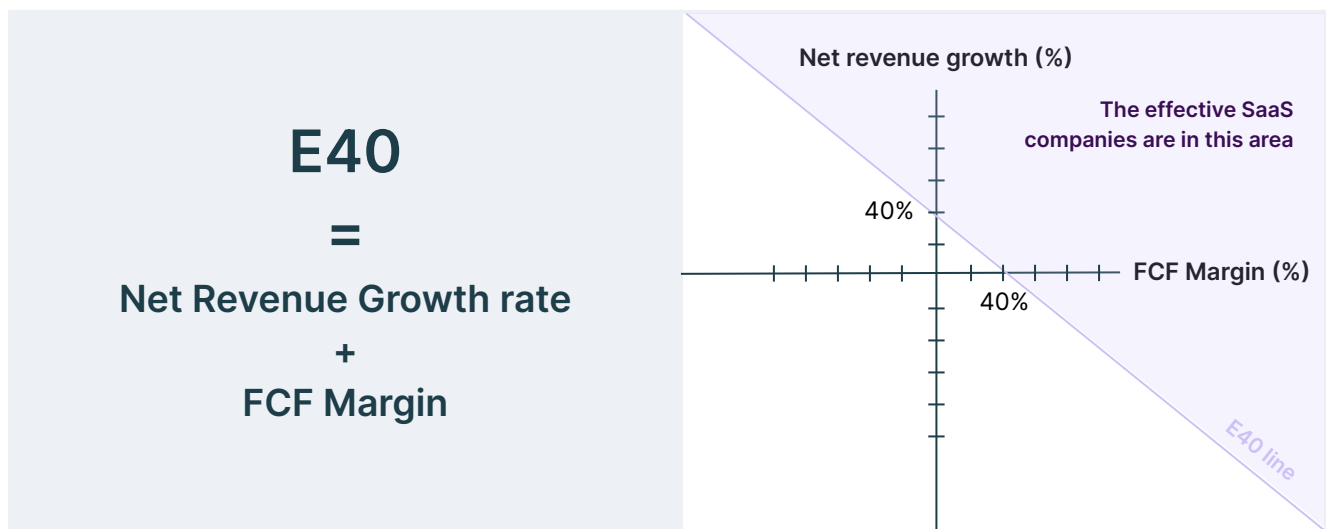 E40
=
Net Revenue Growth rate
+
FCF Margin
Net revenue growth (%)
The effective SaaS
companies are in this area
40%
FCF Margin (%)
40%
E40 line